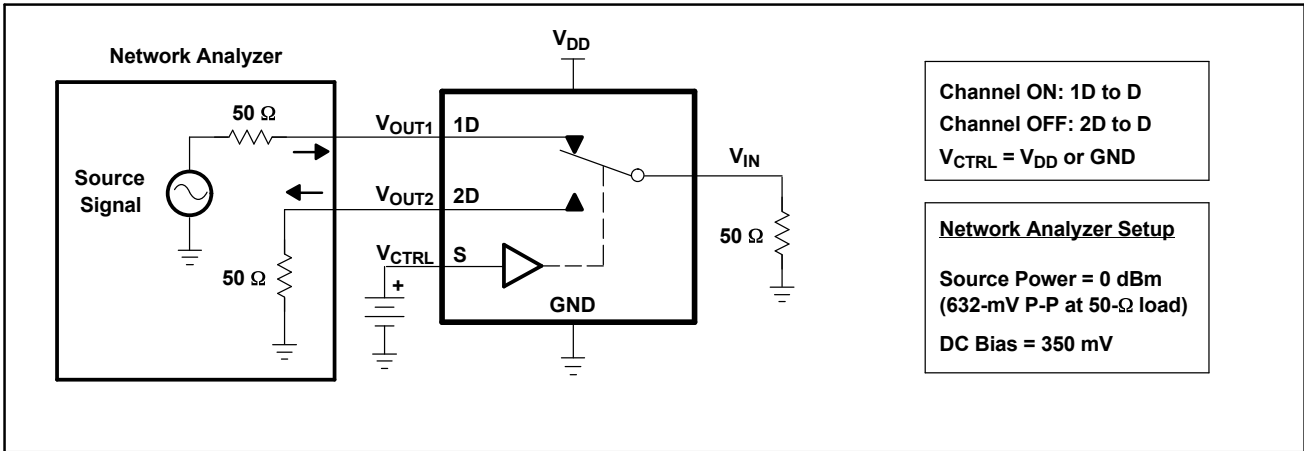 Network Analyzer
V_DD
50 Ω
V_OUT1 1D
Source
Signal
V_OUT2 2D
V_IN
50 Ω
50 Ω
V_CTRL S
+
GND
Channel ON: 1D to D
Channel OFF: 2D to D
V_CTRL = V_DD or GND
Network Analyzer Setup
Source Power = 0 dBm
(632-mV P-P at 50-Ω load)
DC Bias = 350 mV